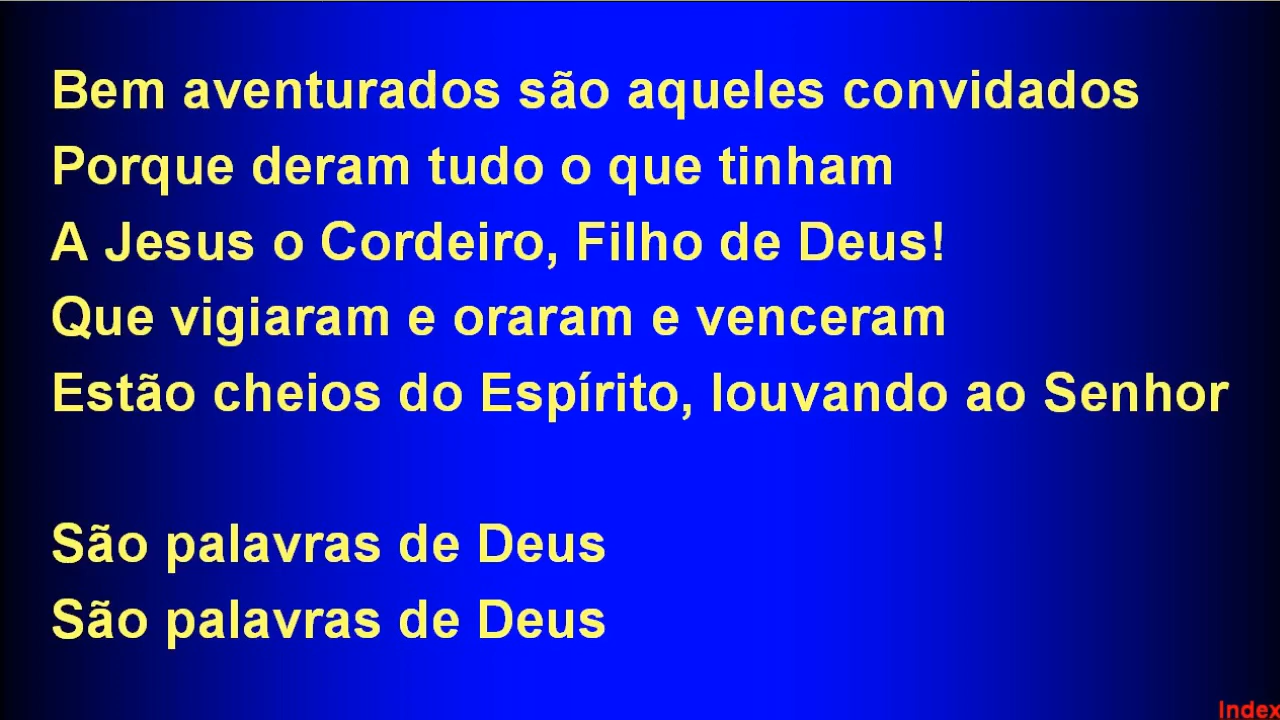 Bem aventurados são aqueles convidados
Porque deram tudo o que tinham
A Jesus o Cordeiro, Filho de Deus!
Que vigiaram e oraram e venceram
Estão cheios do Espírito, louvando ao Senhor
São palavras de Deus
São palavras de Deus
Index